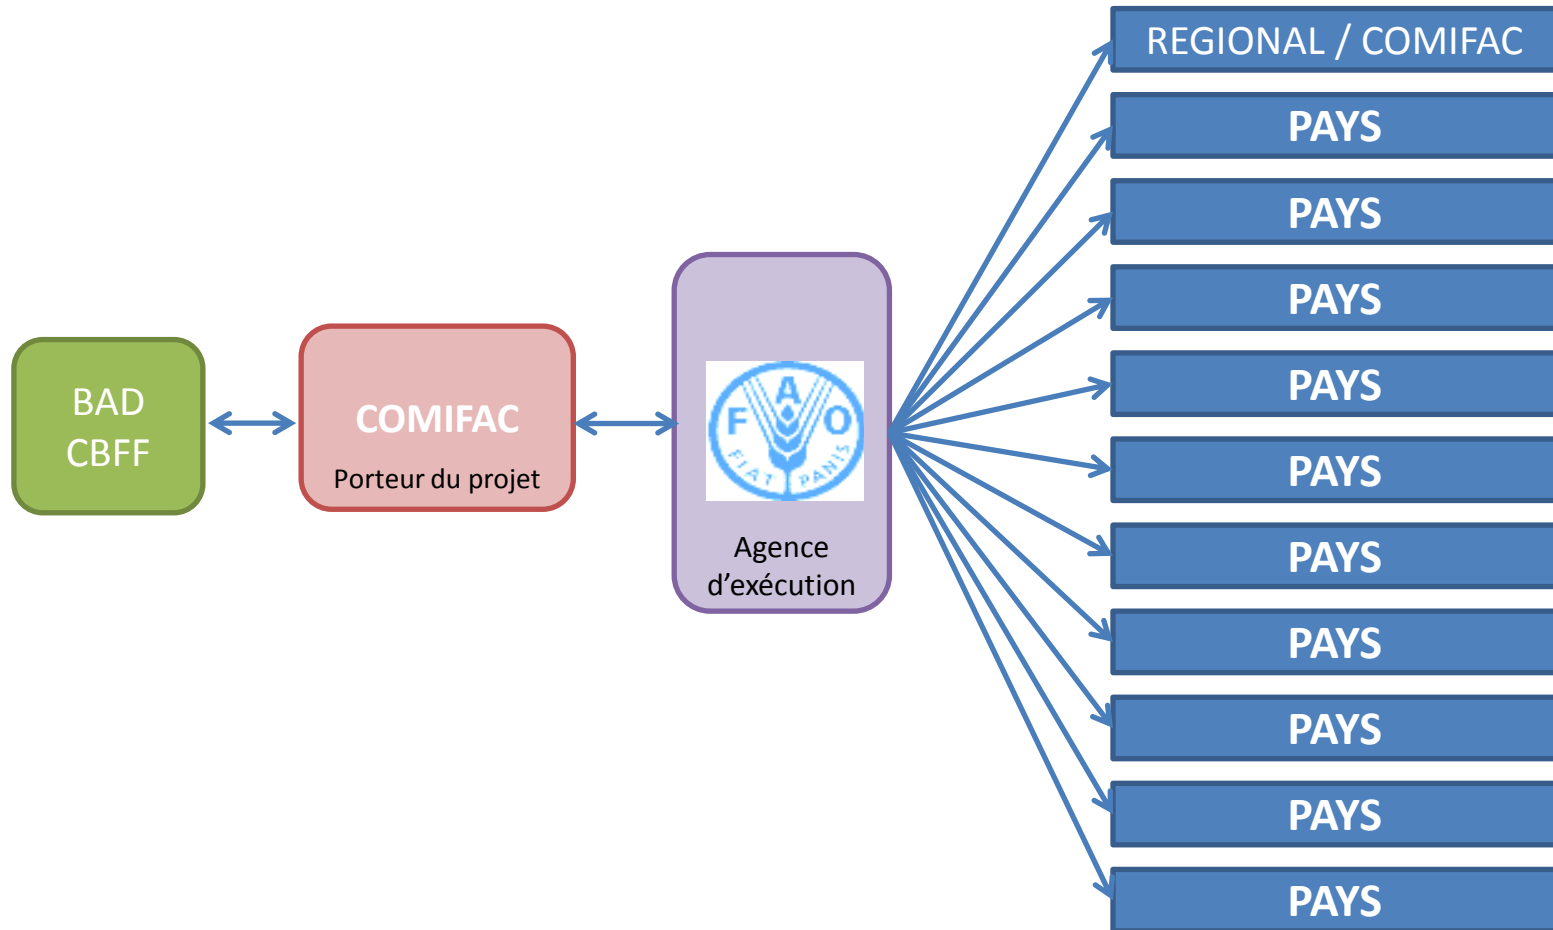 BAD
CBFF
COMIFAC
Porteur du projet
F A O
FIAT PANIS
Agence
d'exécution
REGIONAL / COMIFAC
PAYS
PAYS
PAYS
PAYS
PAYS
PAYS
PAYS
PAYS
PAYS
PAYS